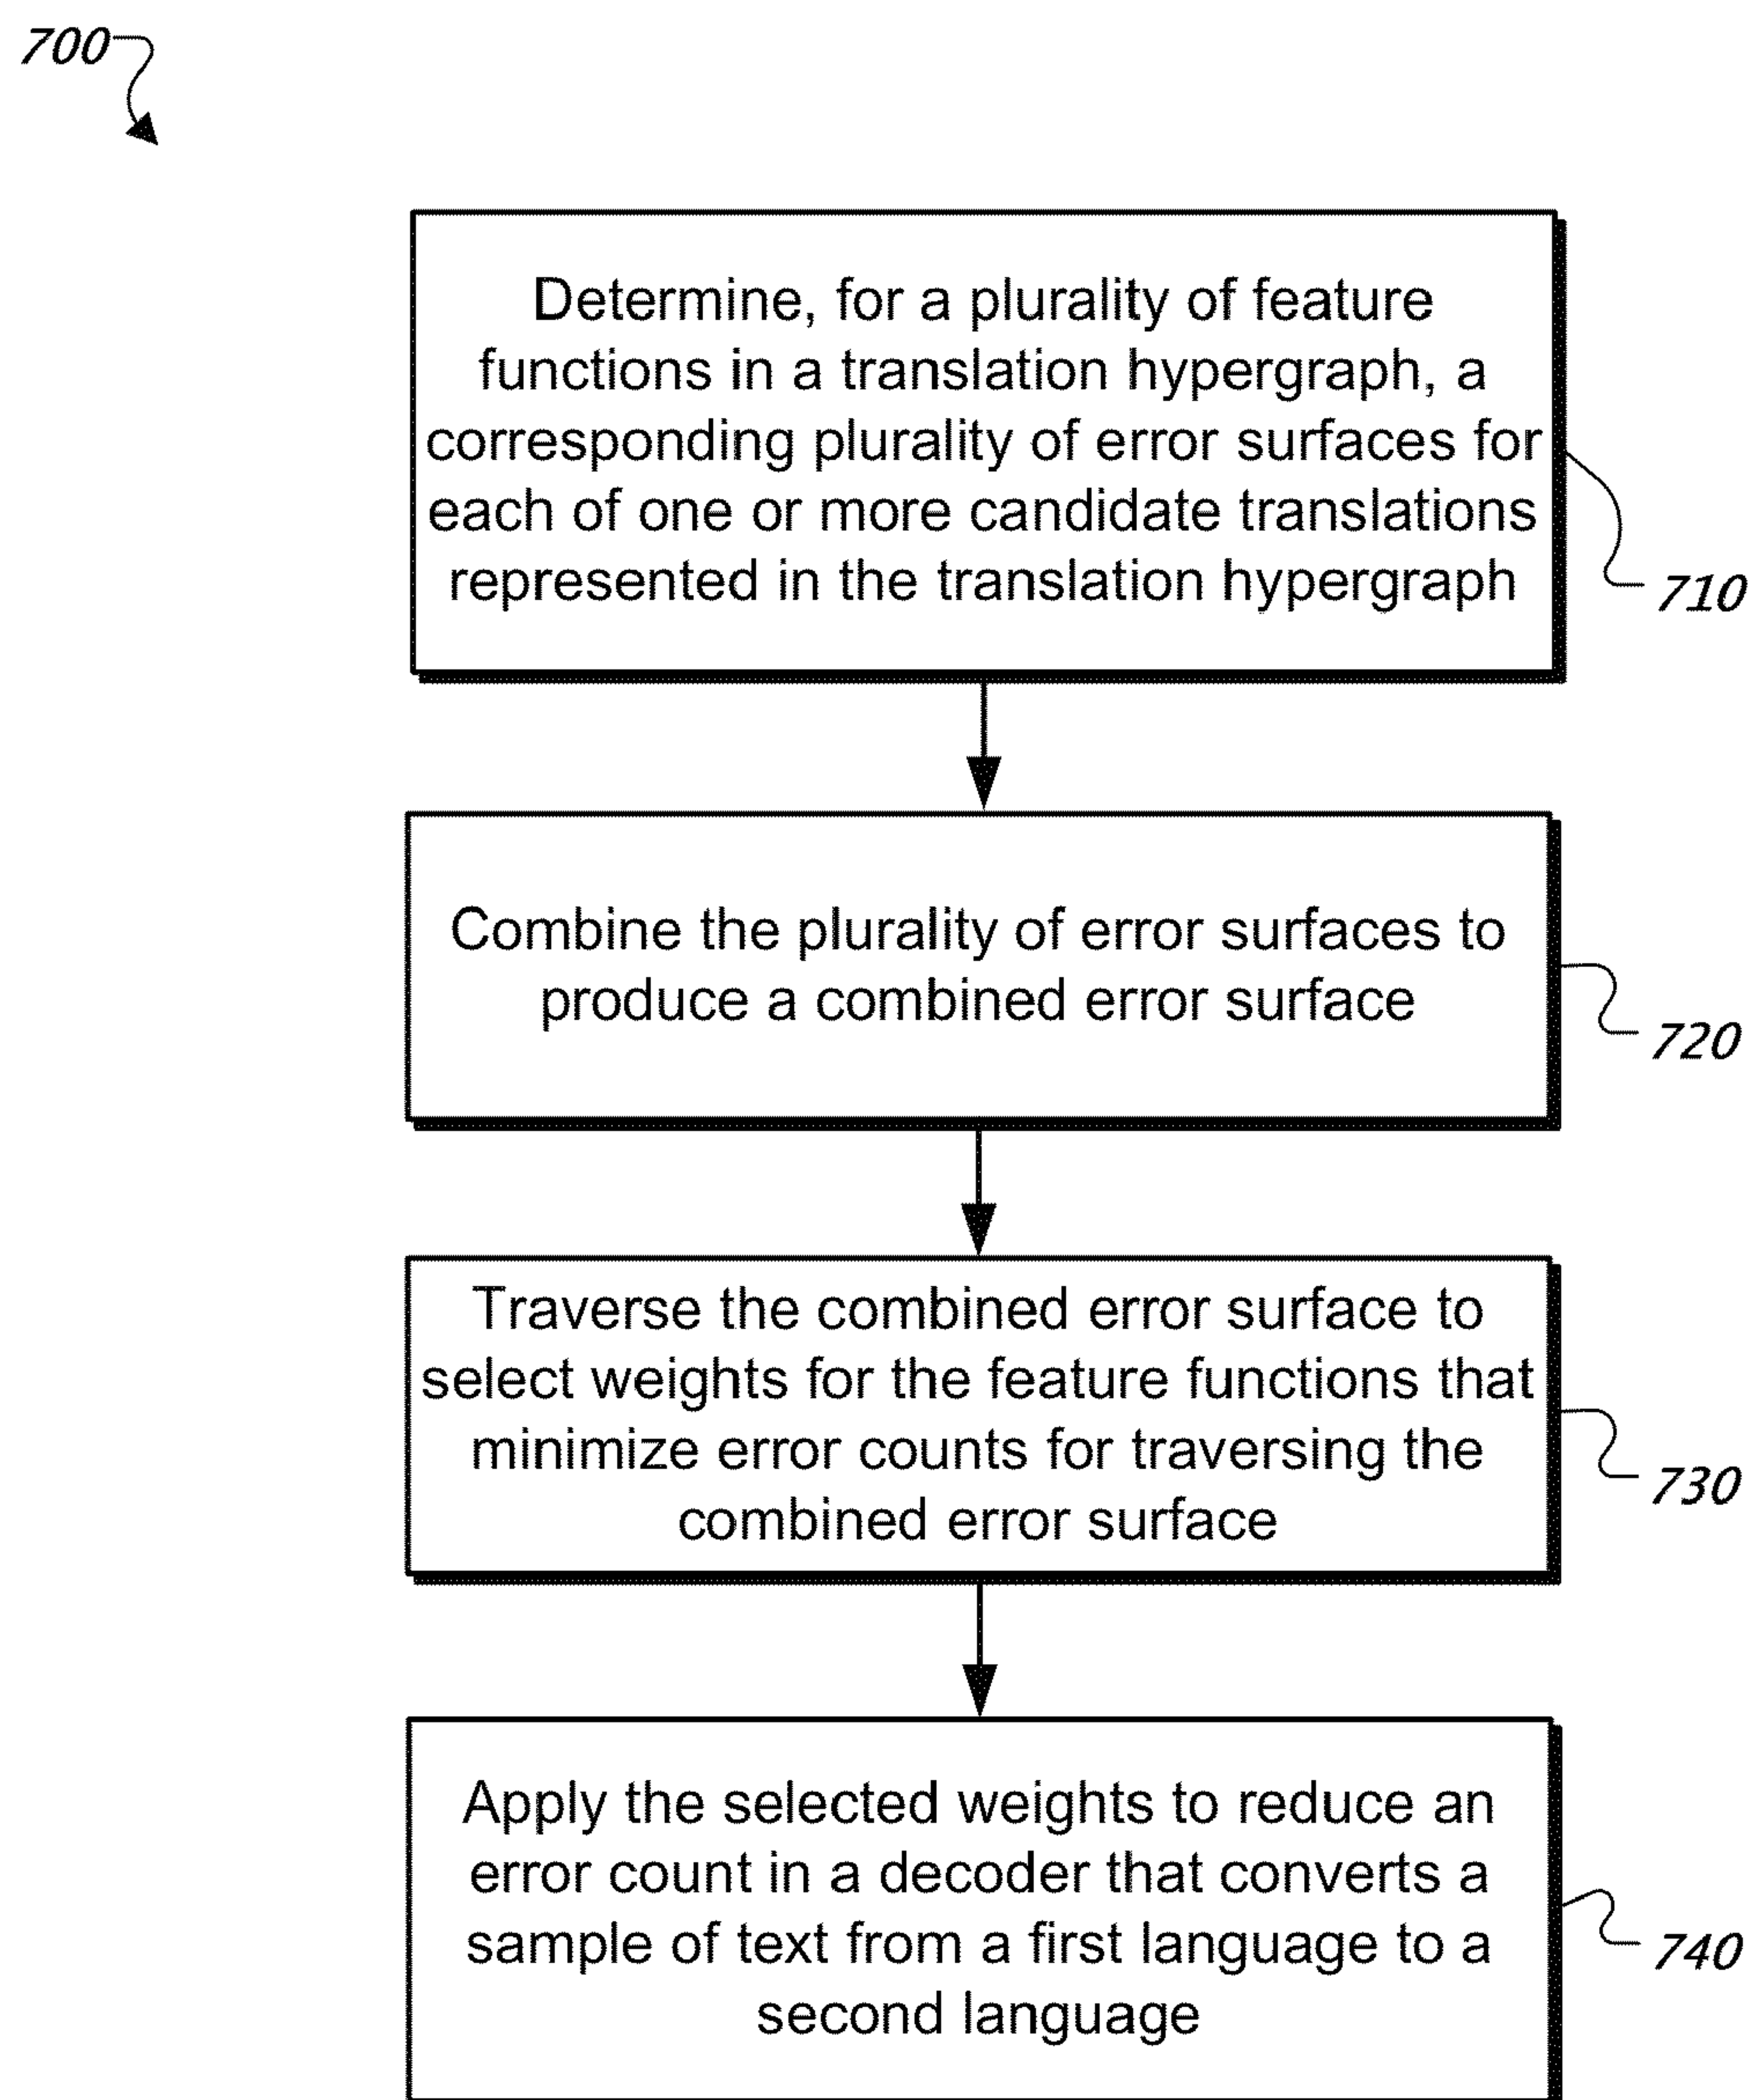 700
Determine, for a plurality of feature
functions in a translation hypergraph, a
corresponding plurality of error surfaces for
each of one or more candidate translations
represented in the translation hypergraph
710
Combine the plurality of error surfaces to
produce a combined error surface
720
Traverse the combined error surface to
select weights for the feature functions that
minimize error counts for traversing the
combined error surface
730
Apply the selected weights to reduce an
error count in a decoder that converts a
sample of text from a first language to a
second language
740